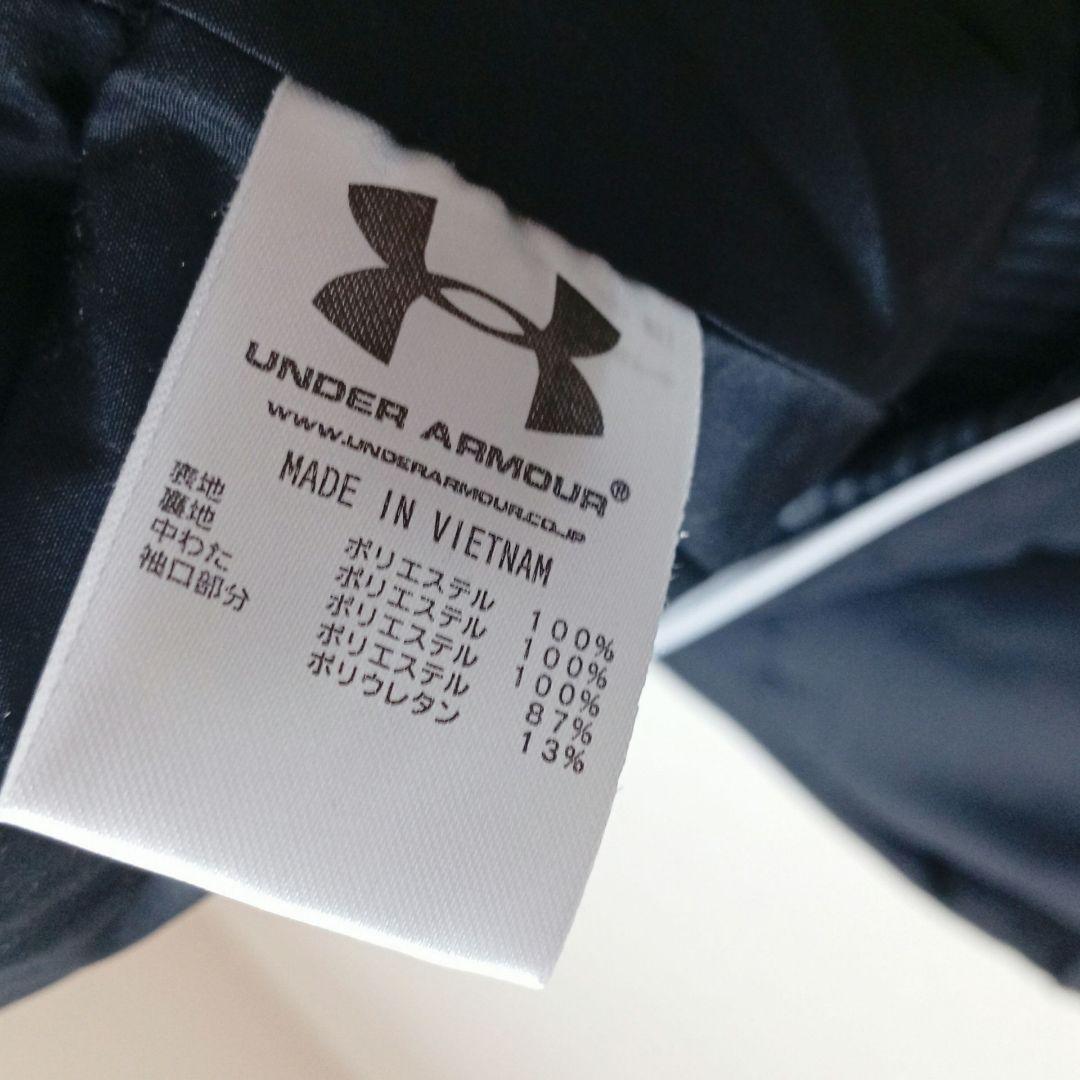 UNDER ARMOUR®
WWW.UNDERARMOUR.CO.JP
MADE IN VIETNAM
裏地 ポリエステル 100%
裏地 ポリエステル 100%
中わた ポリエステル 100%
袖口部分 ポリエステル 87%
ポリウレタン 13%